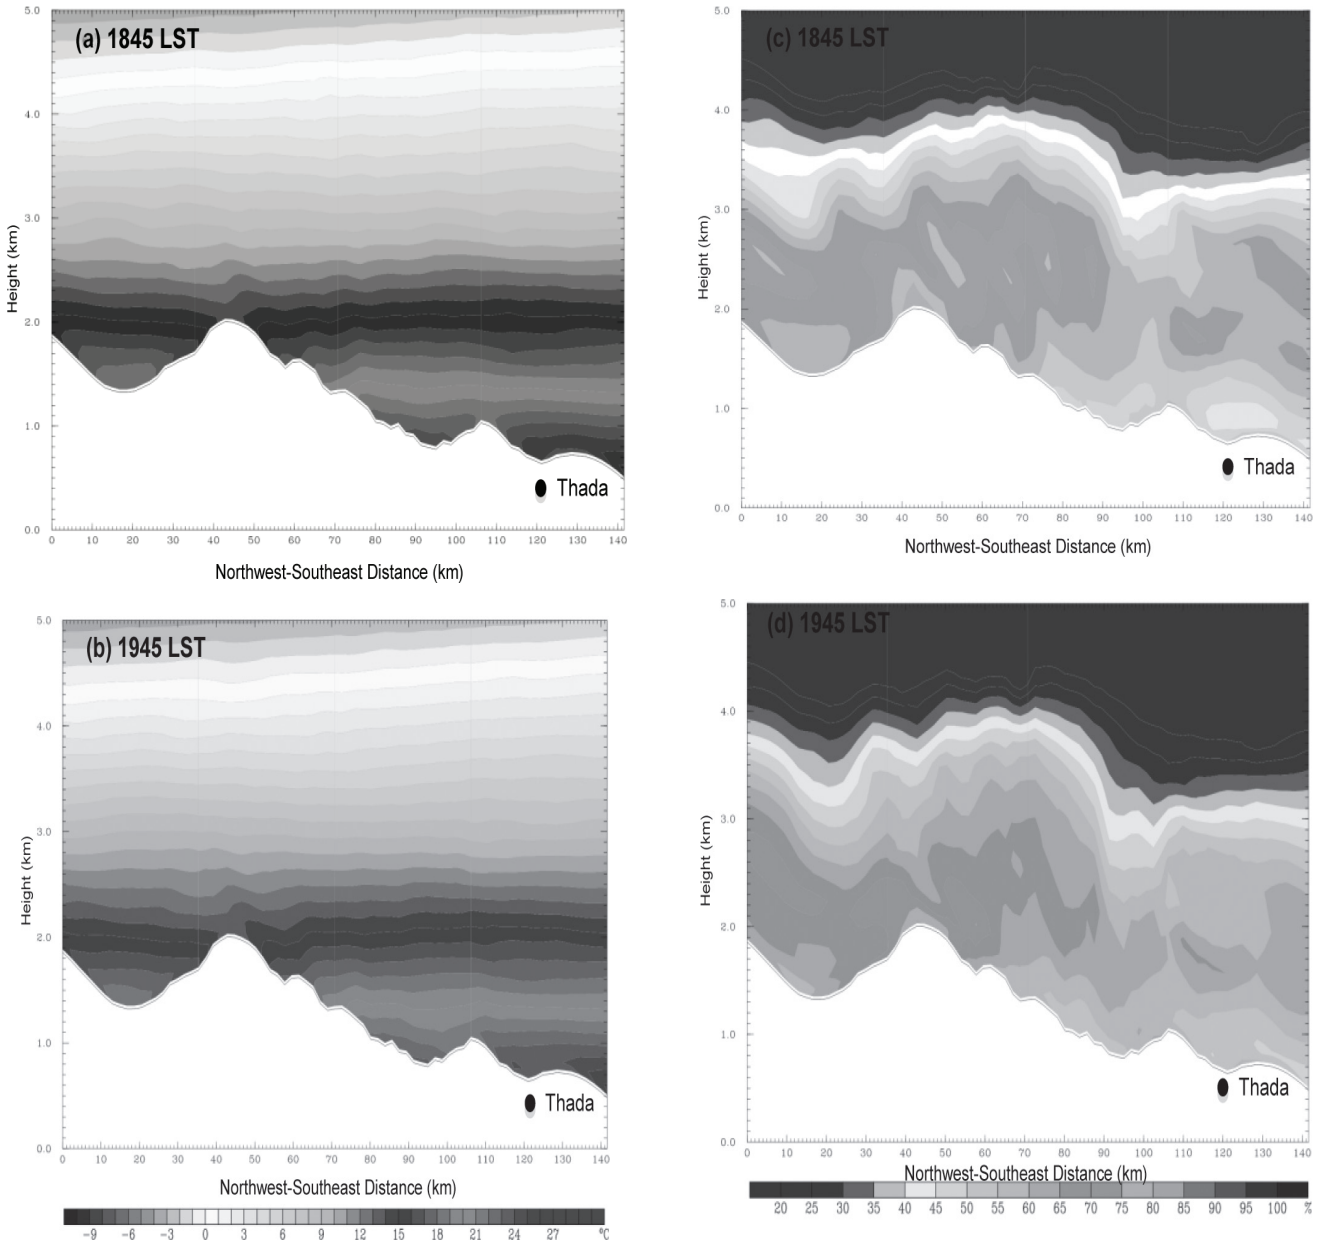 (a) 1845 LST
5.0
4.0
3.0
2.0
1.0
0.0
Height (km)
0 10 20 30 40 50 60 70 80 90 100 110 120 130 140
Northwest-Southeast Distance (km)
Thada
(c) 1845 LST
5.0
4.0
3.0
2.0
1.0
0.0
Height (km)
0 10 20 30 40 50 60 70 80 90 100 110 120 130 140
Northwest-Southeast Distance (km)
Thada
(b) 1945 LST
5.0
4.0
3.0
2.0
1.0
0.0
Height (km)
0 10 20 30 40 50 60 70 80 90 100 110 120 130 140
Northwest-Southeast Distance (km)
Thada
-9 -6 -3 0 3 6 9 12 15 18 21 24 27 °C
(d) 1945 LST
5.0
4.0
3.0
2.0
1.0
0.0
Height (km)
0 10 20 30 40 50 60 70 80 90 100 110 120 130 140
Northwest-Southeast Distance (km)
Thada
20 25 30 35 40 45 50 55 60 65 70 75 80 85 90 95 100 %